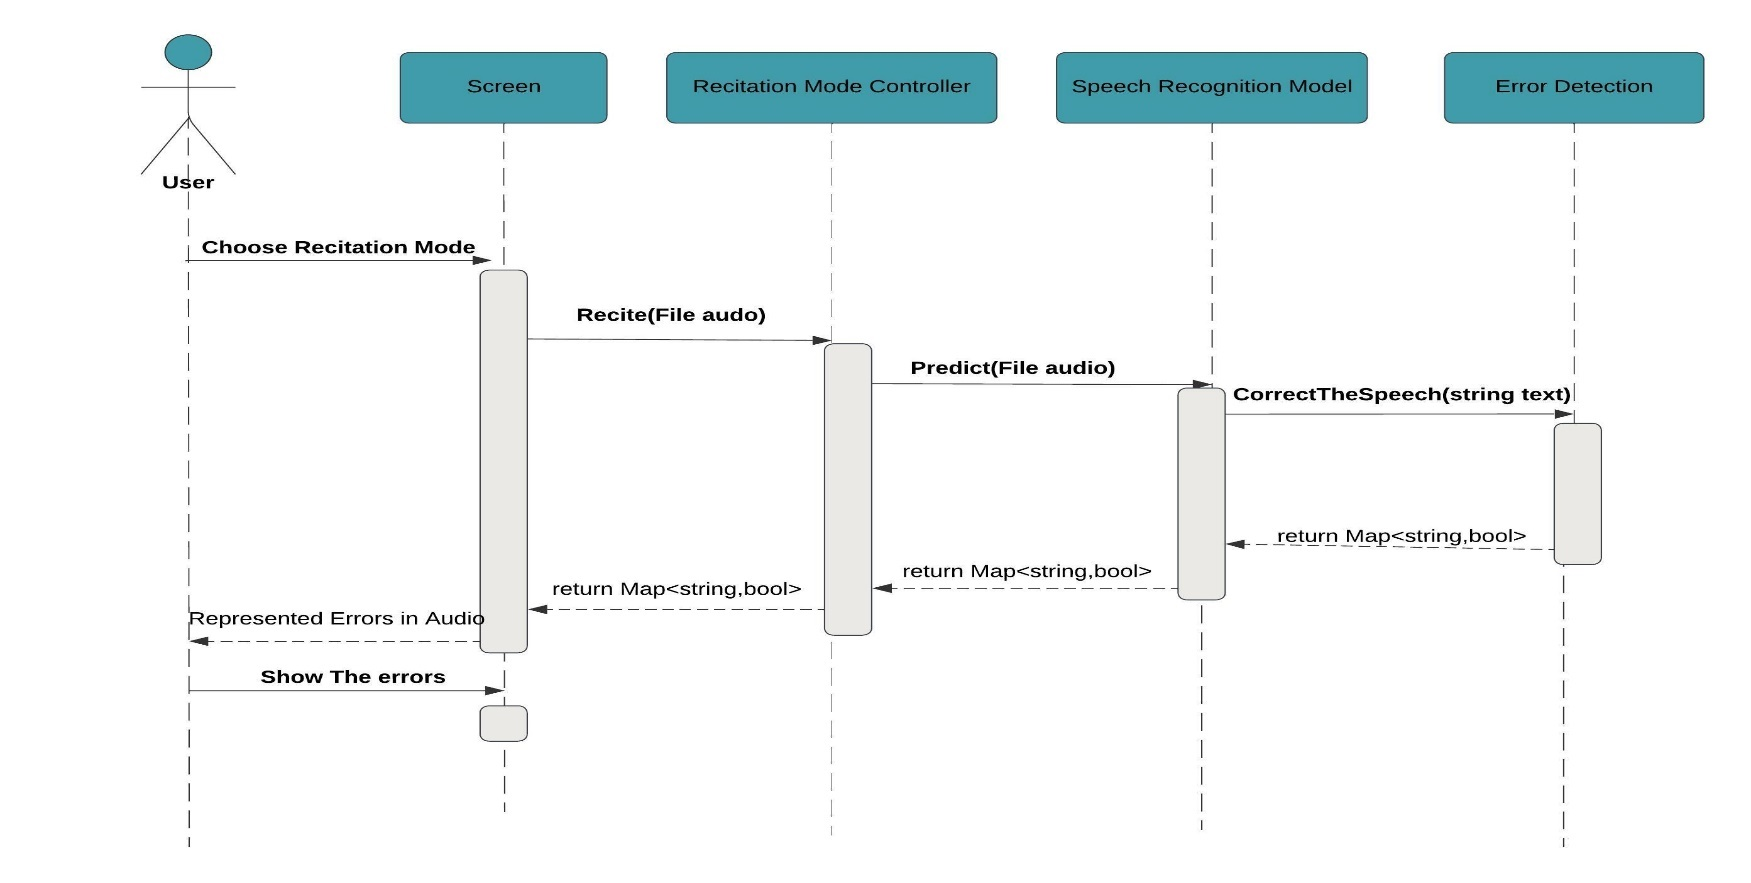 Screen
Recitation Mode Controller
Speech Recognition Model
Error Detection
User
Choose Recitation Mode
Recite(File audo)
Predict(File audio)
CorrectTheSpeech(string text)
return Map<string,bool>
return Map<string,bool>
return Map<string,bool>
Represented Errors in Audio
Show The errors